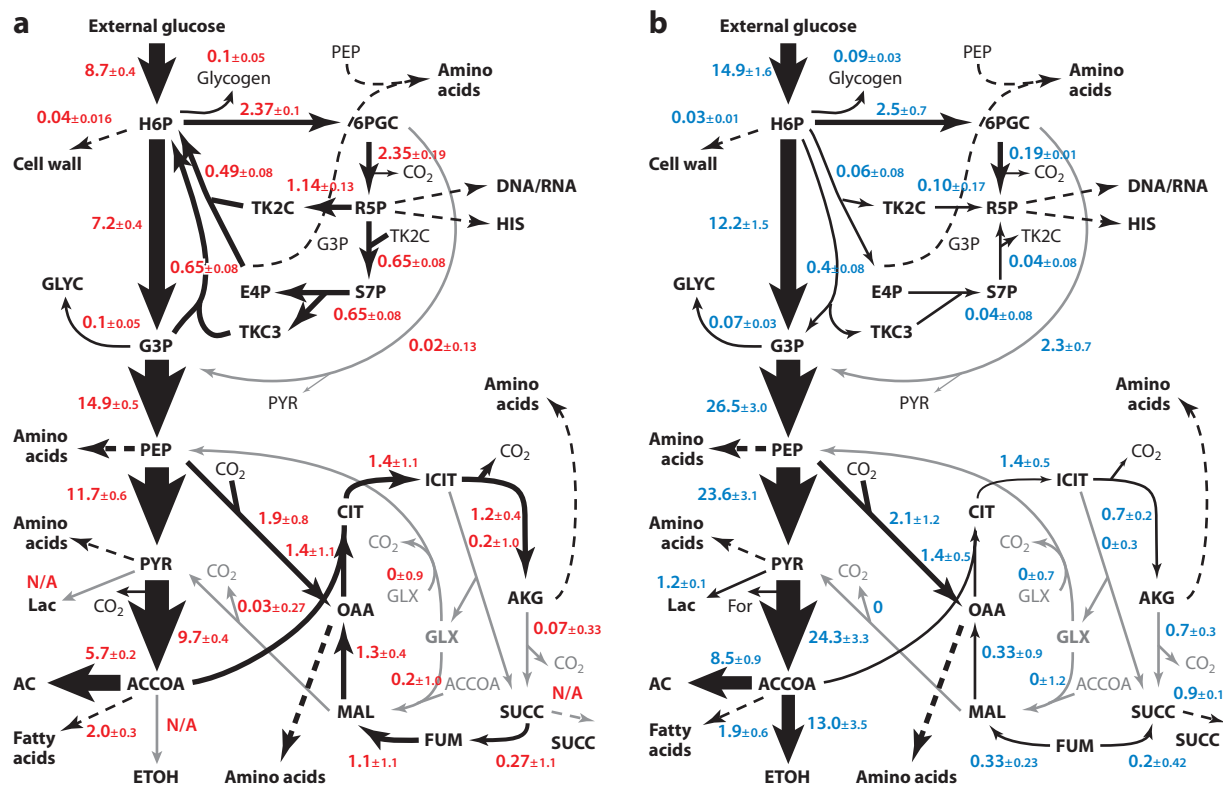 a
External glucose
8.7±0.4
0.1±0.05
Glycogen
PEP
Amino
acids
0.04±0.016
H6P
2.37±0.1
6PGC
Cell wall
2.35±0.19
CO2
0.49±0.08
1.14±0.13
DNA/RNA
TK2C
R5P
HIS
7.2±0.4
G3P
TK2C
0.65±0.08
0.65±0.08
GLYC
E4P
S7P
0.65±0.08
0.1±0.05
TKC3
G3P
0.02±0.13
14.9±0.5
PYR
Amino
acids
Amino
acids
PEP
CO2
1.4±1.1
ICIT
CO2
11.7±0.6
1.9±0.8
CIT
1.2±0.4
Amino
acids
1.4±1.1
CO2
0.2±1.0
PYR
CO2
0±0.9
GLX
N/A
Lac
CO2
0.03±0.27
OAA
AKG
9.7±0.4
GLX
0.07±0.33
1.3±0.4
CO2
5.7±0.2
AC
ACCOA
0.2±1.0
ACCOA
N/A
MAL
SUCC
2.0±0.3
N/A
Fatty
acids
FUM
SUCC
1.1±1.1
0.27±1.1
ETOH
Amino acids
b
External glucose
14.9±1.6
0.09±0.03
Glycogen
PEP
Amino
acids
0.03±0.01
H6P
2.5±0.7
6PGC
Cell wall
0.19±0.01
CO2
0.06±0.08
0.10±0.17
DNA/RNA
TK2C
R5P
HIS
12.2±1.5
G3P
TK2C
0.4±0.08
0.04±0.08
GLYC
E4P
S7P
0.04±0.08
0.07±0.03
TKC3
G3P
2.3±0.7
26.5±3.0
PYR
Amino
acids
Amino
acids
PEP
CO2
1.4±0.5
ICIT
CO2
23.6±3.1
2.1±1.2
CIT
0.7±0.2
Amino
acids
1.4±0.5
CO2
0±0.3
PYR
CO2
0±0.7
GLX
1.2±0.1
Lac
For
0
OAA
AKG
24.3±3.3
GLX
0.7±0.3
0.33±0.9
CO2
8.5±0.9
AC
ACCOA
0±1.2
ACCOA
0.9±0.1
MAL
SUCC
1.9±0.6
13.0±3.5
Fatty
acids
FUM
SUCC
0.33±0.23
0.2±0.42
ETOH
Amino acids